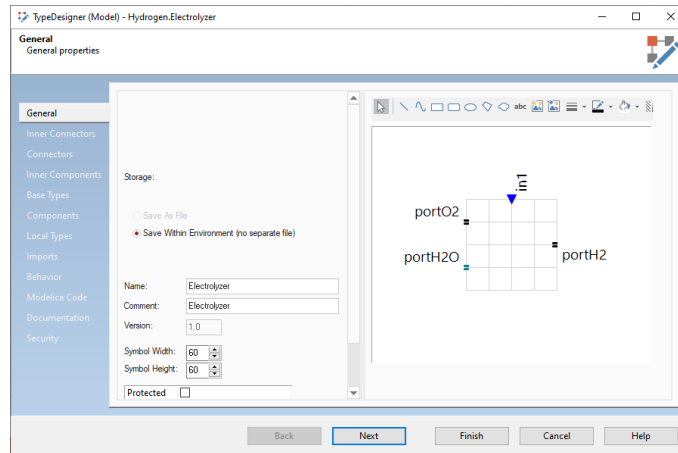 TypeDesigner (Model) - Hydrogen.Electrolyzer
General
General properties
General
Inner Connectors
Connectors
Inner Components
Base Types
Components
Local Types
Imports
Behavior
Modelica Code
Documentation
Security
Storage:
Save As File
Save Within Environment (no separate file)
Name: Electrolyzer
Comment: Electrolyzer
Version: 1.0
Symbol Width: 60
Symbol Height: 60
Protected
abc
in1
portO2
portH2O
portH2
Back Next Finish Cancel Help